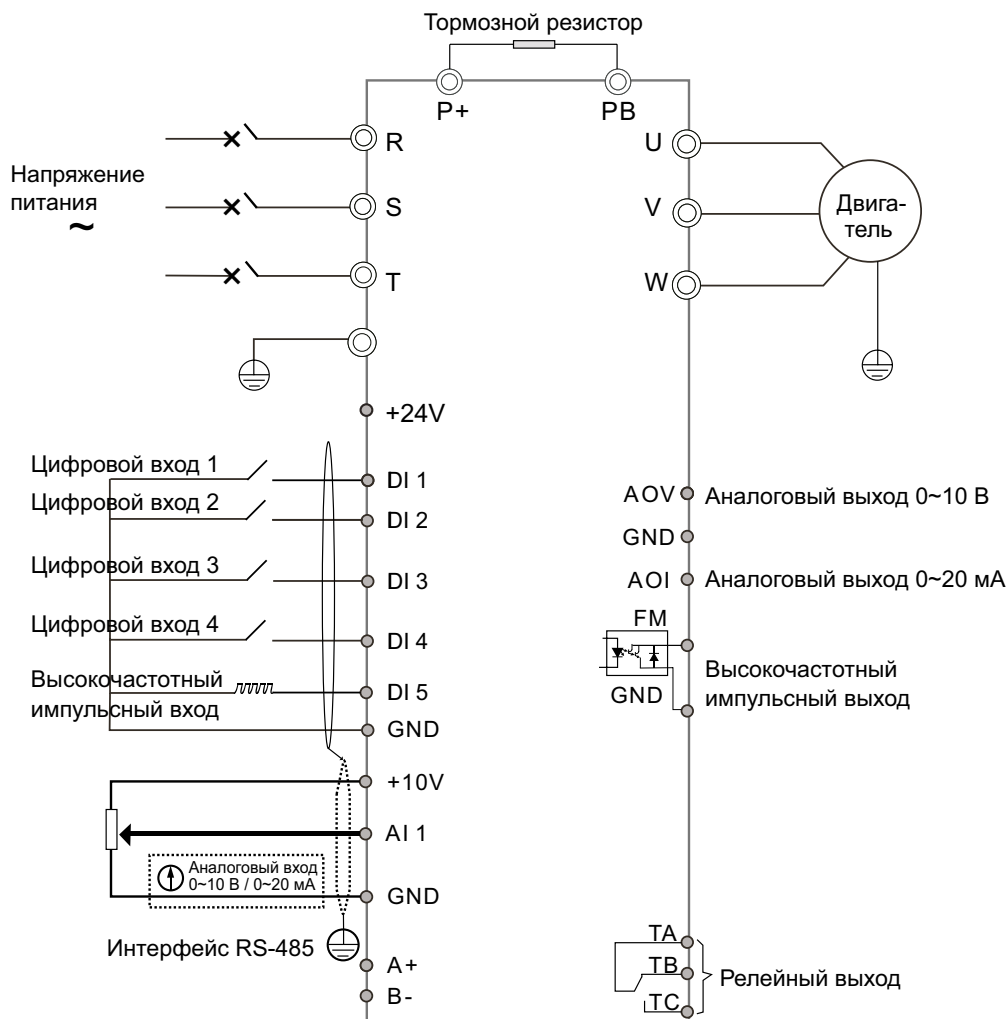 Тормозной резистор
P+
PB
R
U
Напряжение
питания
~
S
V
Двига-
тель
T
W
+24V
Цифровой вход 1
DI 1
Цифровой вход 2
DI 2
Цифровой вход 3
DI 3
Цифровой вход 4
DI 4
Высокочастотный
импульсный вход
DI 5
GND
+10V
AI 1
Аналоговый вход
0~10 В / 0~20 мА
GND
Интерфейс RS-485
A+
B-
AOV
Аналоговый выход 0~10 В
GND
AOI
Аналоговый выход 0~20 мА
FM
GND
Высокочастотный
импульсный выход
TA
TB
TC
Релейный выход